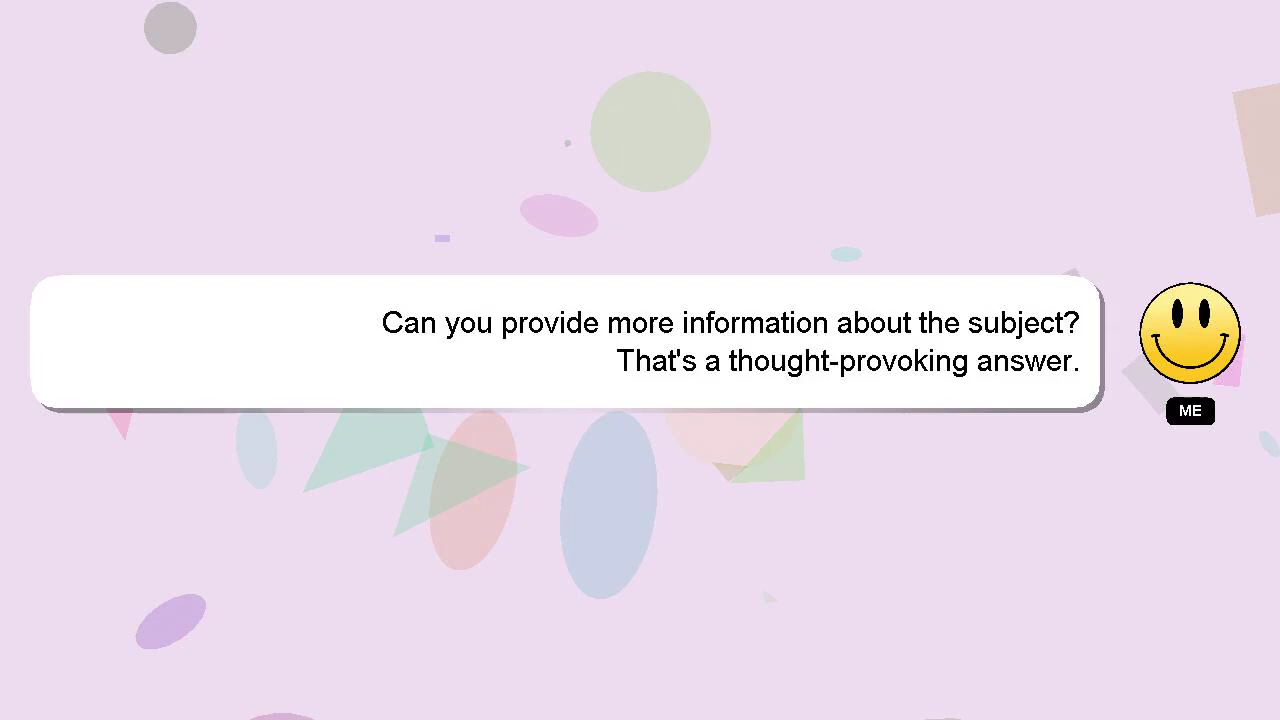 Can you provide more information about the subject?
That's a thought-provoking answer.
ME